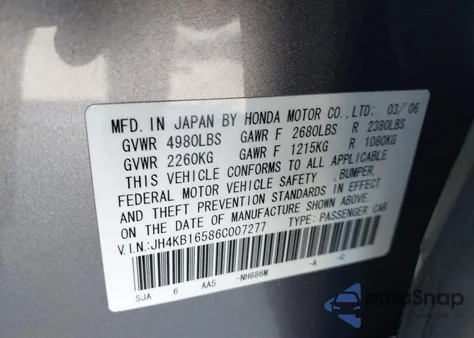 MFD. IN JAPAN BY HONDA MOTOR CO., LTD: 03/'06
GVWR 4980LBS GAWR F 2680LBS R 2380LBS
GVWR 2260KG GAWR F 1215KG R 1080KG
THIS VEHICLE CONFORMS TO ALL APPLICABLE
FEDERAL MOTOR VEHICLE SAFETY ,BUMPER,
AND THEFT PREVENTION STANDARDS IN EFFECT
ON THE DATE OF MANUFACTURE SHOWN ABOVE.
V.I.N:JH4KB16586C007277 TYPE:PASSENGER CAR
SJA 6 AA5 -NH686M -A -C